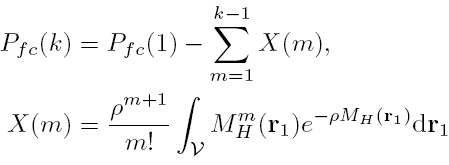 P_{fc}(k) = P_{fc}(1) - \sum_{m=1}^{k-1} X(m),
X(m) = \frac{\rho^{m+1}}{m!} \int_{\mathcal{V}} M_H^m(\mathbf{r}_1) e^{-\rho M_H(\mathbf{r}_1)} \mathrm{d}\mathbf{r}_1